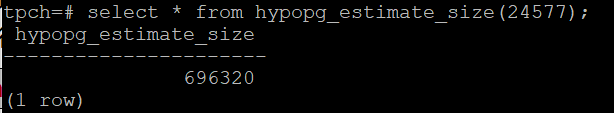 tpch=# select * from hypopg_estimate_size(24577);
hypopg_estimate_size
----------------------
696320
(1 row)